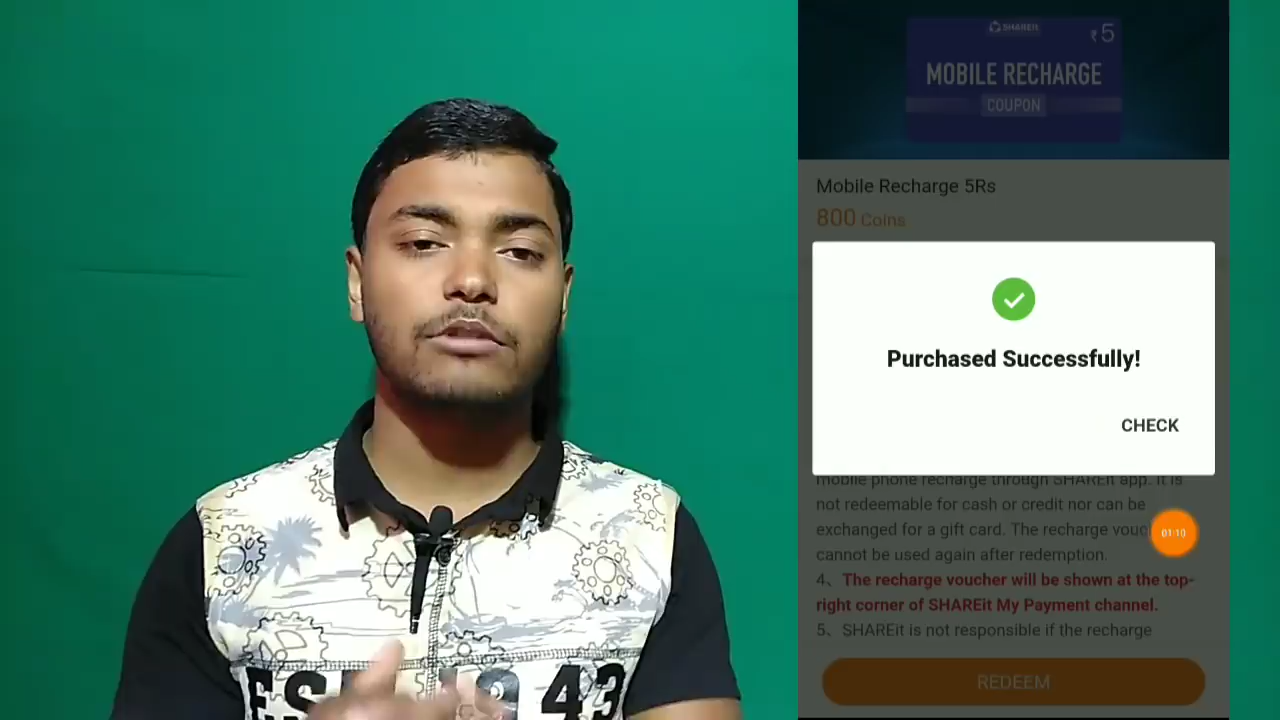 SHAREit
₹5
MOBILE RECHARGE
COUPON
Mobile Recharge 5Rs
800 Coins
Purchased Successfully!
CHECK
mobile phone recharge through SHAREit app. It is
not redeemable for cash or credit nor can be
exchanged for a gift card. The recharge
cannot be used again after redemption.
01:10
4、The recharge voucher will be shown at the top-
right corner of SHAREit My Payment channel.
5、SHAREit is not responsible if the recharge
REDEEM
43